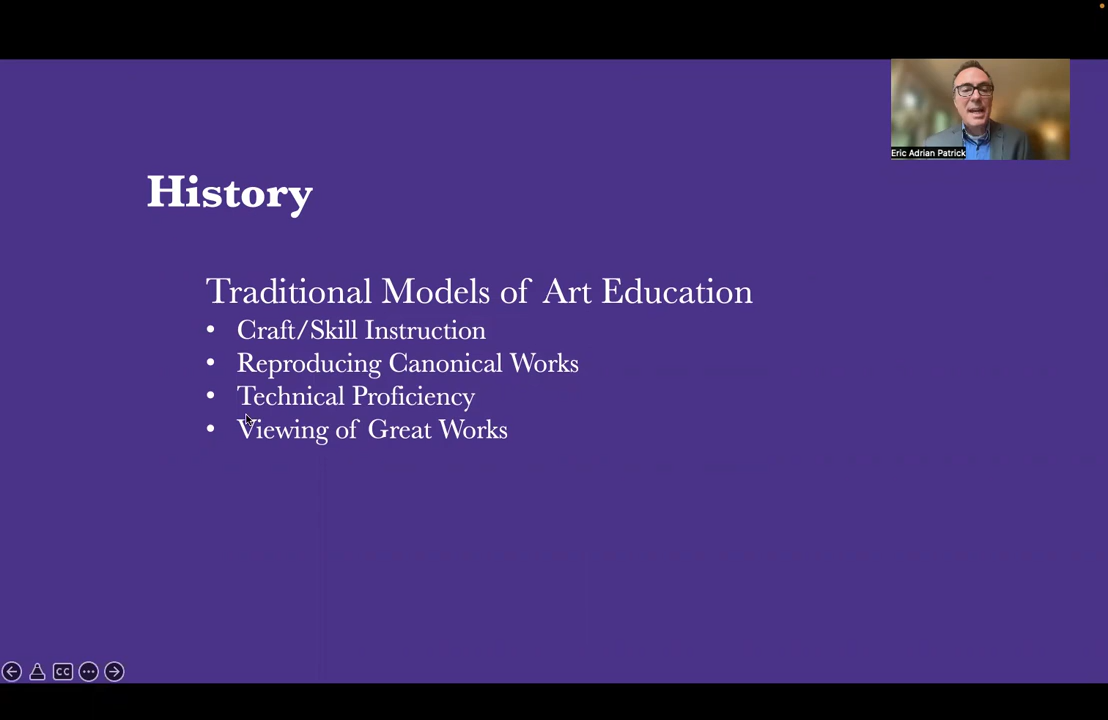 Eric Adrian Patrick
History
Traditional Models of Art Education
• Craft/Skill Instruction
• Reproducing Canonical Works
• Technical Proficiency
• Viewing of Great Works
CC